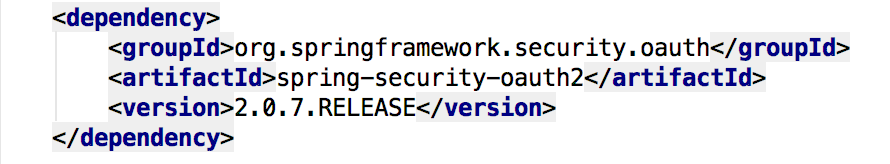 <dependency>
<groupId>org.springframework.security.oauth</groupId>
<artifactId>spring-security-oauth2</artifactId>
<version>2.0.7.RELEASE</version>
</dependency>